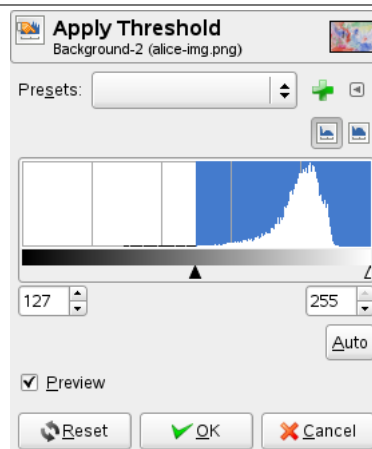 Apply Threshold
Background-2 (alice-img.png)
Presets:
127
255
Auto
Preview
Reset OK Cancel